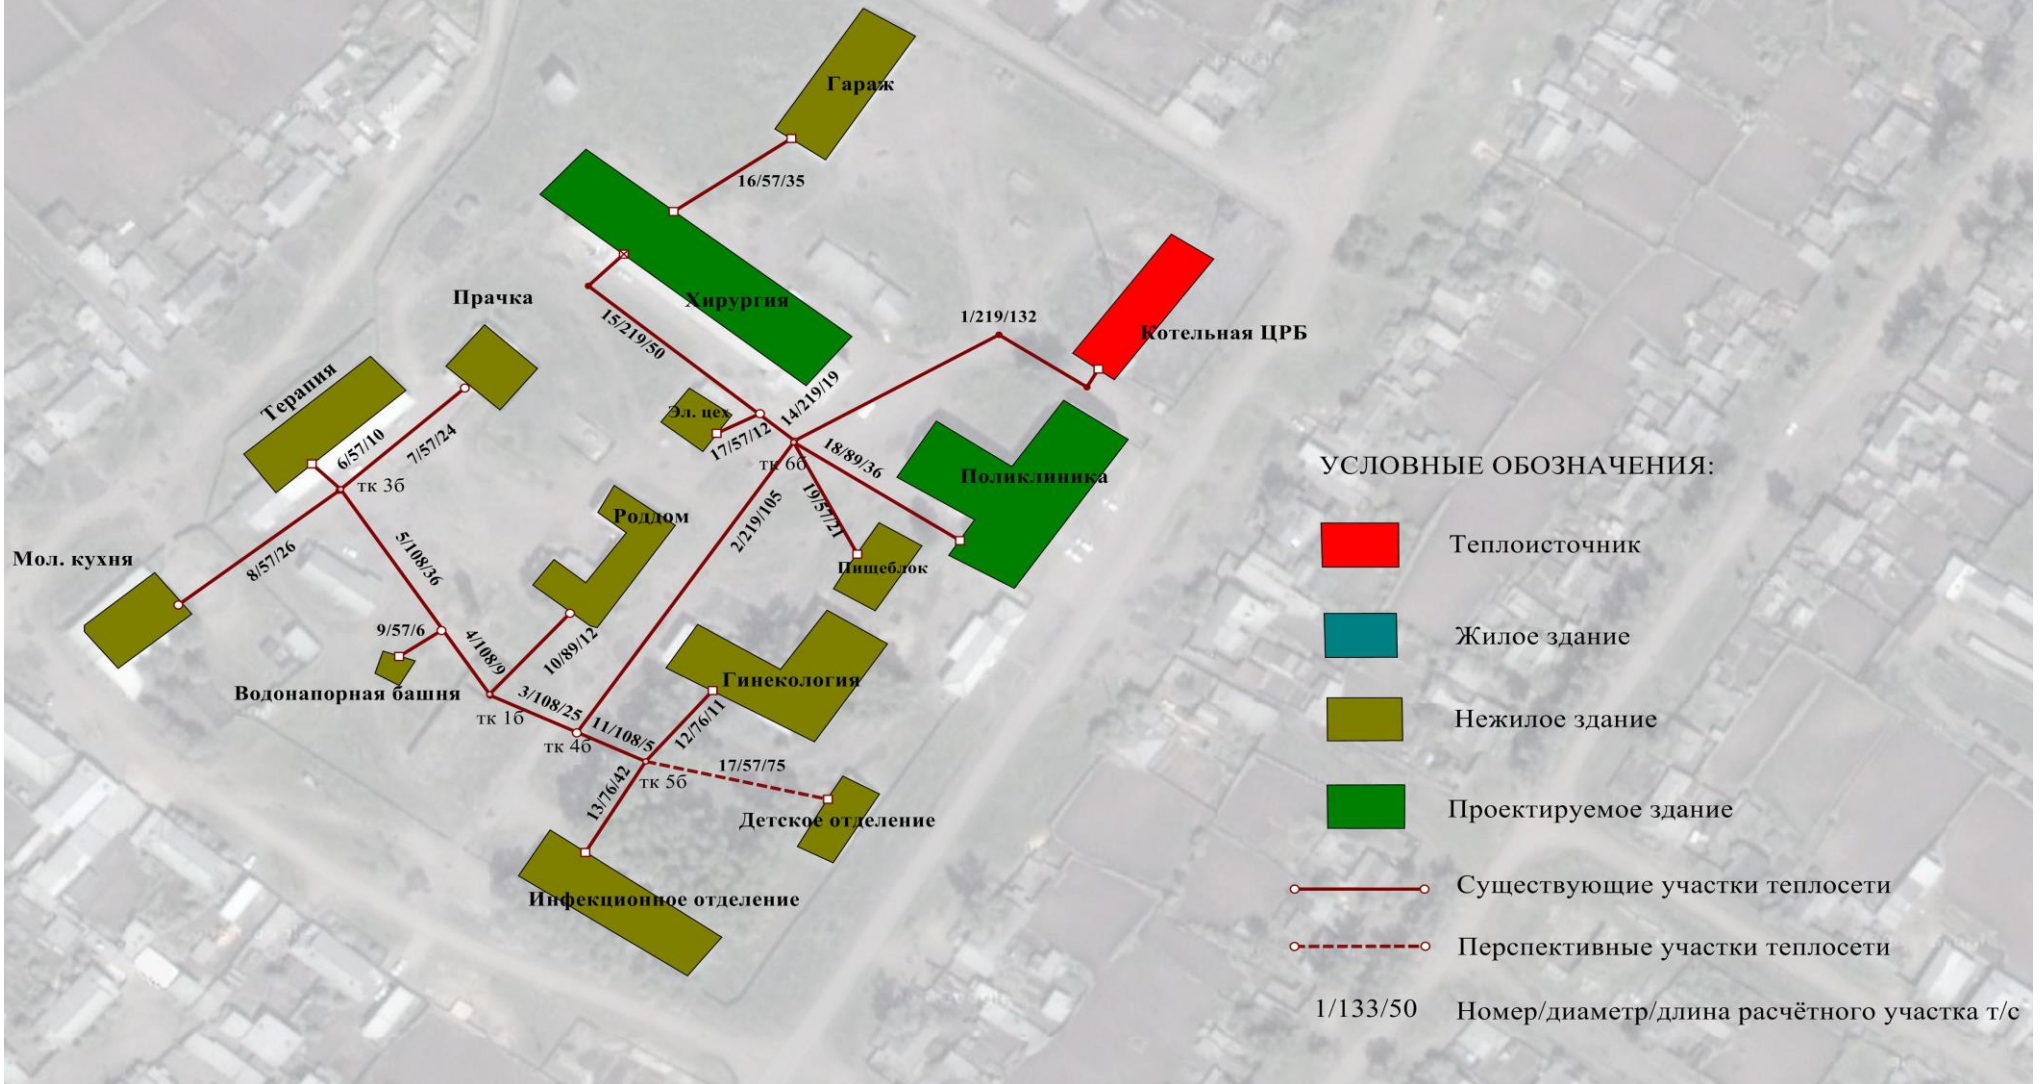 Гараж
16/57/35
Хирургия
Прачка
15/219/50
1/219/132
Котельная ЦРБ
14/219/19
Терапия
Эл. цех
17/57/12
6/57/10
7/57/24
тк 6б
18/89/36
Поликлиника
тк 3б
19/57/21
Роддом
2/219/105
Мол. кухня
8/57/26
5/108/36
Пищеблок
9/57/6
4/108/9
10/89/12
Водонапорная башня
Гинекология
3/108/25
тк 1б
11/108/5
12/76/11
тк 4б
17/57/75
тк 5б
13/76/42
Детское отделение
Инфекционное отделение
УСЛОВНЫЕ ОБОЗНАЧЕНИЯ:
Теплоисточник
Жилое здание
Нежилое здание
Проектируемое здание
Существующие участки теплосети
Перспективные участки теплосети
1/133/50 Номер/диаметр/длина расчётного участка т/с